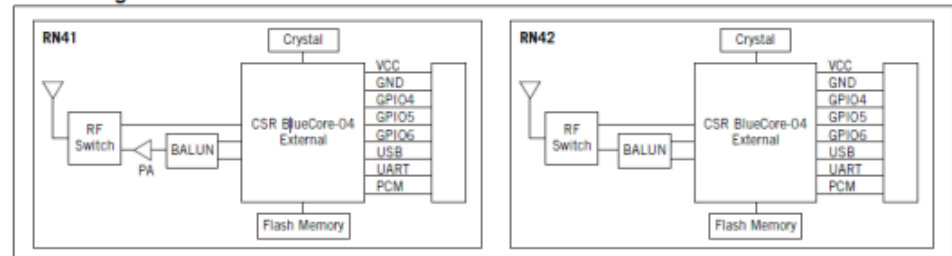 RN41
Crystal
VCC
GND
GPIO4
GPIO5
GPIO6
USB
UART
PCM
CSR BlueCore-04
External
RF
Switch
PA
BALUN
Flash Memory
RN42
Crystal
VCC
GND
GPIO4
GPIO5
GPIO6
USB
UART
PCM
CSR BlueCore-04
External
RF
Switch
BALUN
Flash Memory